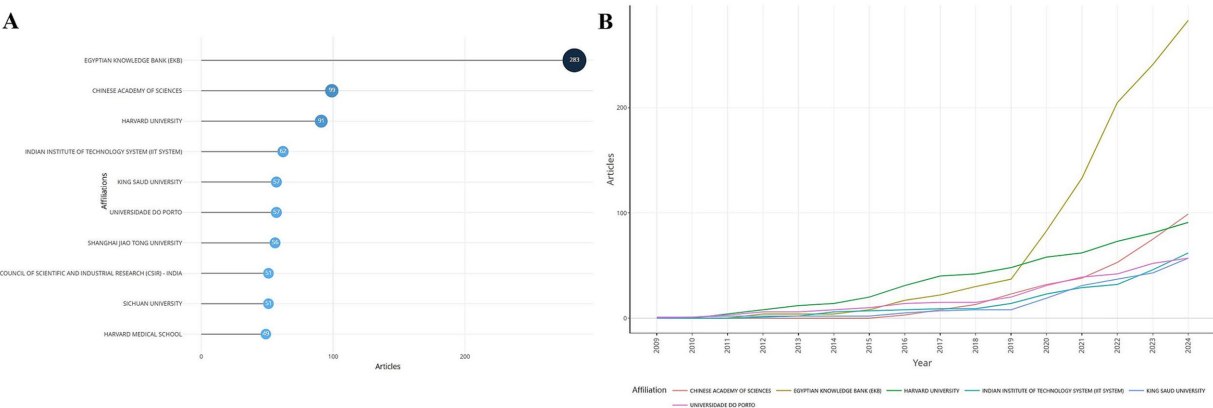 A
EGYPTIAN KNOWLEDGE BANK (EKB)
283
CHINESE ACADEMY OF SCIENCES
99
HARVARD UNIVERSITY
91
INDIAN INSTITUTE OF TECHNOLOGY SYSTEM (IIT SYSTEM)
62
KING SAUD UNIVERSITY
57
UNIVERSIDADE DO PORTO
57
SHANGHAI JIAO TONG UNIVERSITY
56
COUNCIL OF SCIENTIFIC AND INDUSTRIAL RESEARCH (CSIR) - INDIA
51
SICHUAN UNIVERSITY
51
HARVARD MEDICAL SCHOOL
49
Affiliations
0 100 200
Articles
B
200
100
0
Articles
2009 2010 2011 2012 2013 2014 2015 2016 2017 2018 2019 2020 2021 2022 2023 2024
Year
Affiliation CHINESE ACADEMY OF SCIENCES EGYPTIAN KNOWLEDGE BANK (EKB) HARVARD UNIVERSITY INDIAN INSTITUTE OF TECHNOLOGY SYSTEM (IIT SYSTEM) KING SAUD UNIVERSITY
UNIVERSIDADE DO PORTO